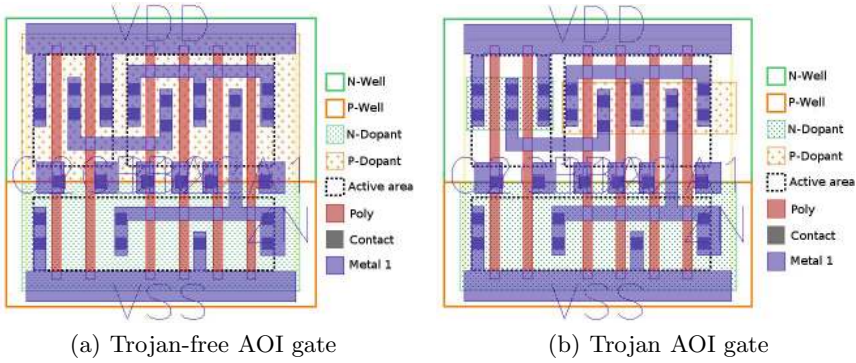 VDD
N-Well
P-Well
N-Dopant
P-Dopant
Active area
Poly
Contact
Metal 1
ZN
VSS
(a) Trojan-free AOI gate
VDD
N-Well
P-Well
N-Dopant
P-Dopant
Active area
Poly
Contact
Metal 1
ZN
VSS
(b) Trojan AOI gate